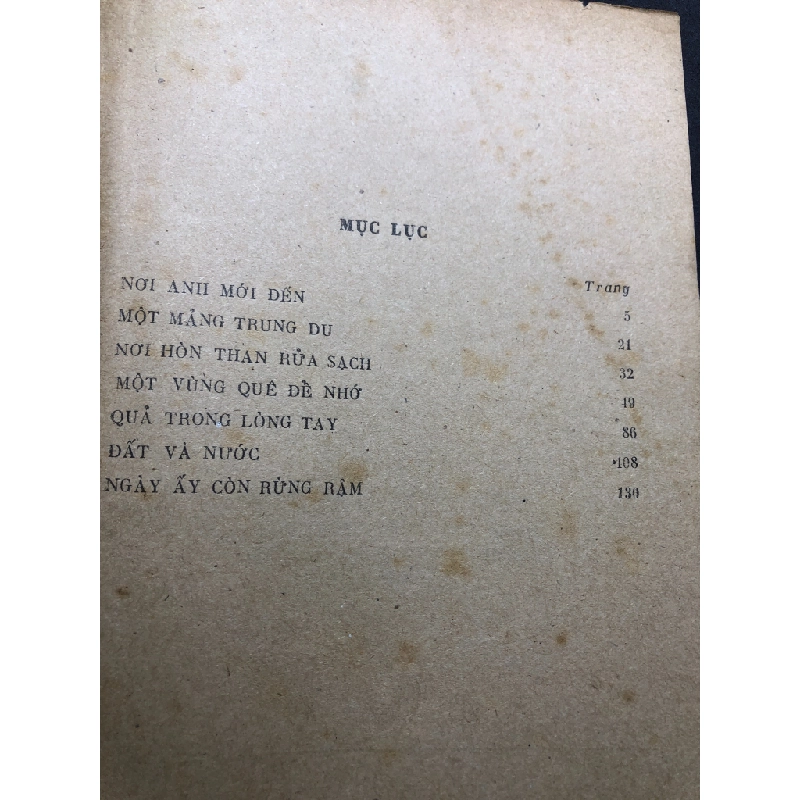 MỤC LỤC
Trang
NƠI ANH MỚI ĐẾN 5
MỘT MẢNG TRUNG DU 21
NƠI HÒN THAN RỬA SẠCH 32
MỘT VÙNG QUÊ ĐỂ NHỚ 49
QUẢ TRONG LÒNG TAY 86
ĐẤT VÀ NƯỚC 108
NGÀY ẤY CÒN RỪNG RẬM 130